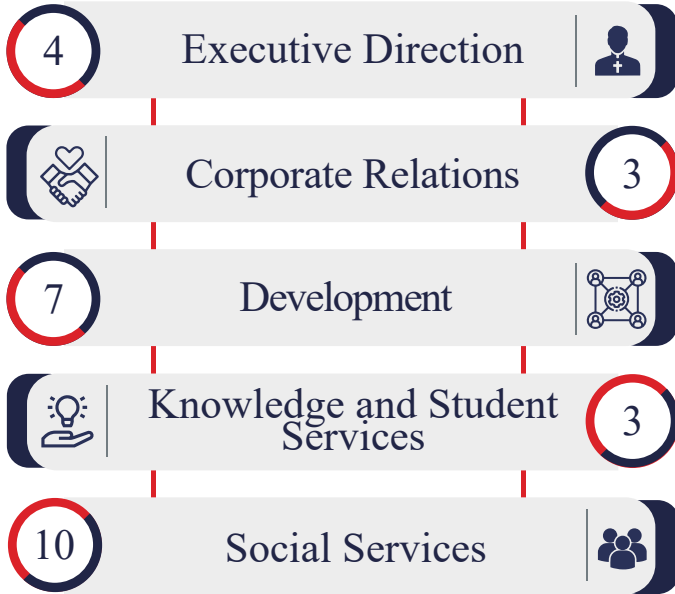 4
Executive Direction
Corporate Relations
3
7
Development
Knowledge and Student
Services
3
10
Social Services